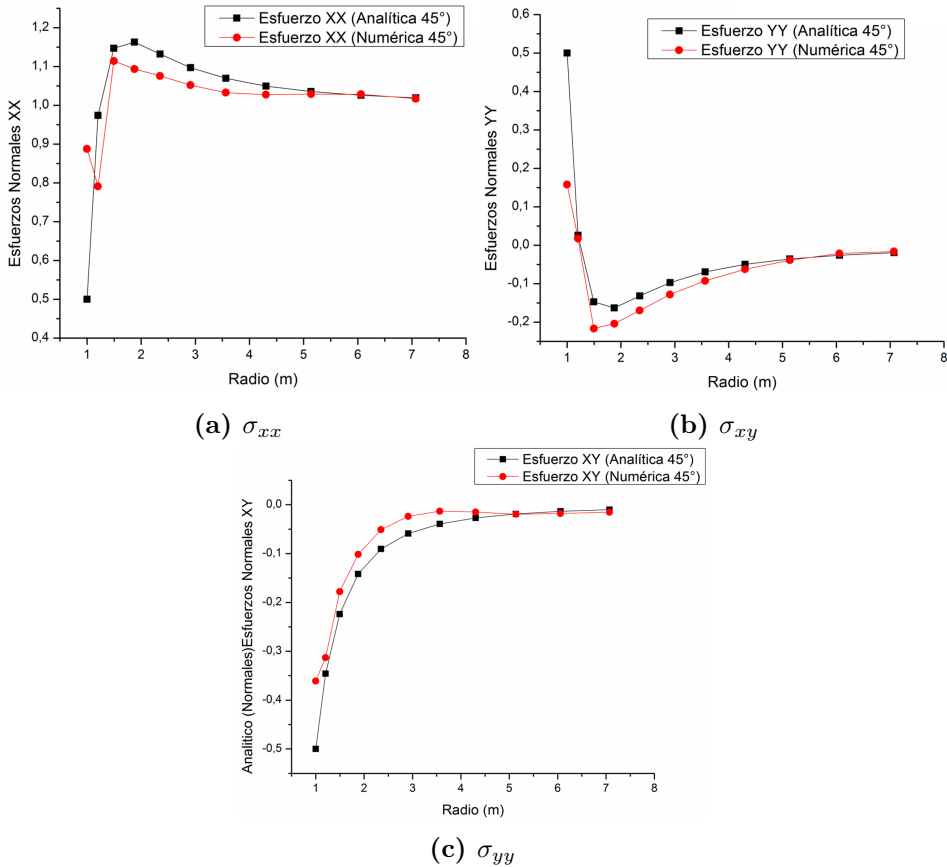 Esfuerzo XX (Analítica 45°)
Esfuerzo XX (Numérica 45°)
Esfuerzos Normales XX
1,2
1,1
1,0
0,9
0,8
0,7
0,6
0,5
0,4
0 1 2 3 4 5 6 7 8
Radio (m)
(a) σxx
Esfuerzo YY (Analítica 45°)
Esfuerzo YY (Numérica 45°)
Esfuerzos Normales YY
0,5
0,4
0,3
0,2
0,1
0,0
-0,1
-0,2
1 2 3 4 5 6 7 8
Radio (m)
(b) σxy
Esfuerzo XY (Analítica 45°)
Esfuerzo XY (Numérica 45°)
Analítico (Normales)Esfuerzos Normales XY
0,0
-0,1
-0,2
-0,3
-0,4
-0,5
1 2 3 4 5 6 7 8
Radio (m)
(c) σyy